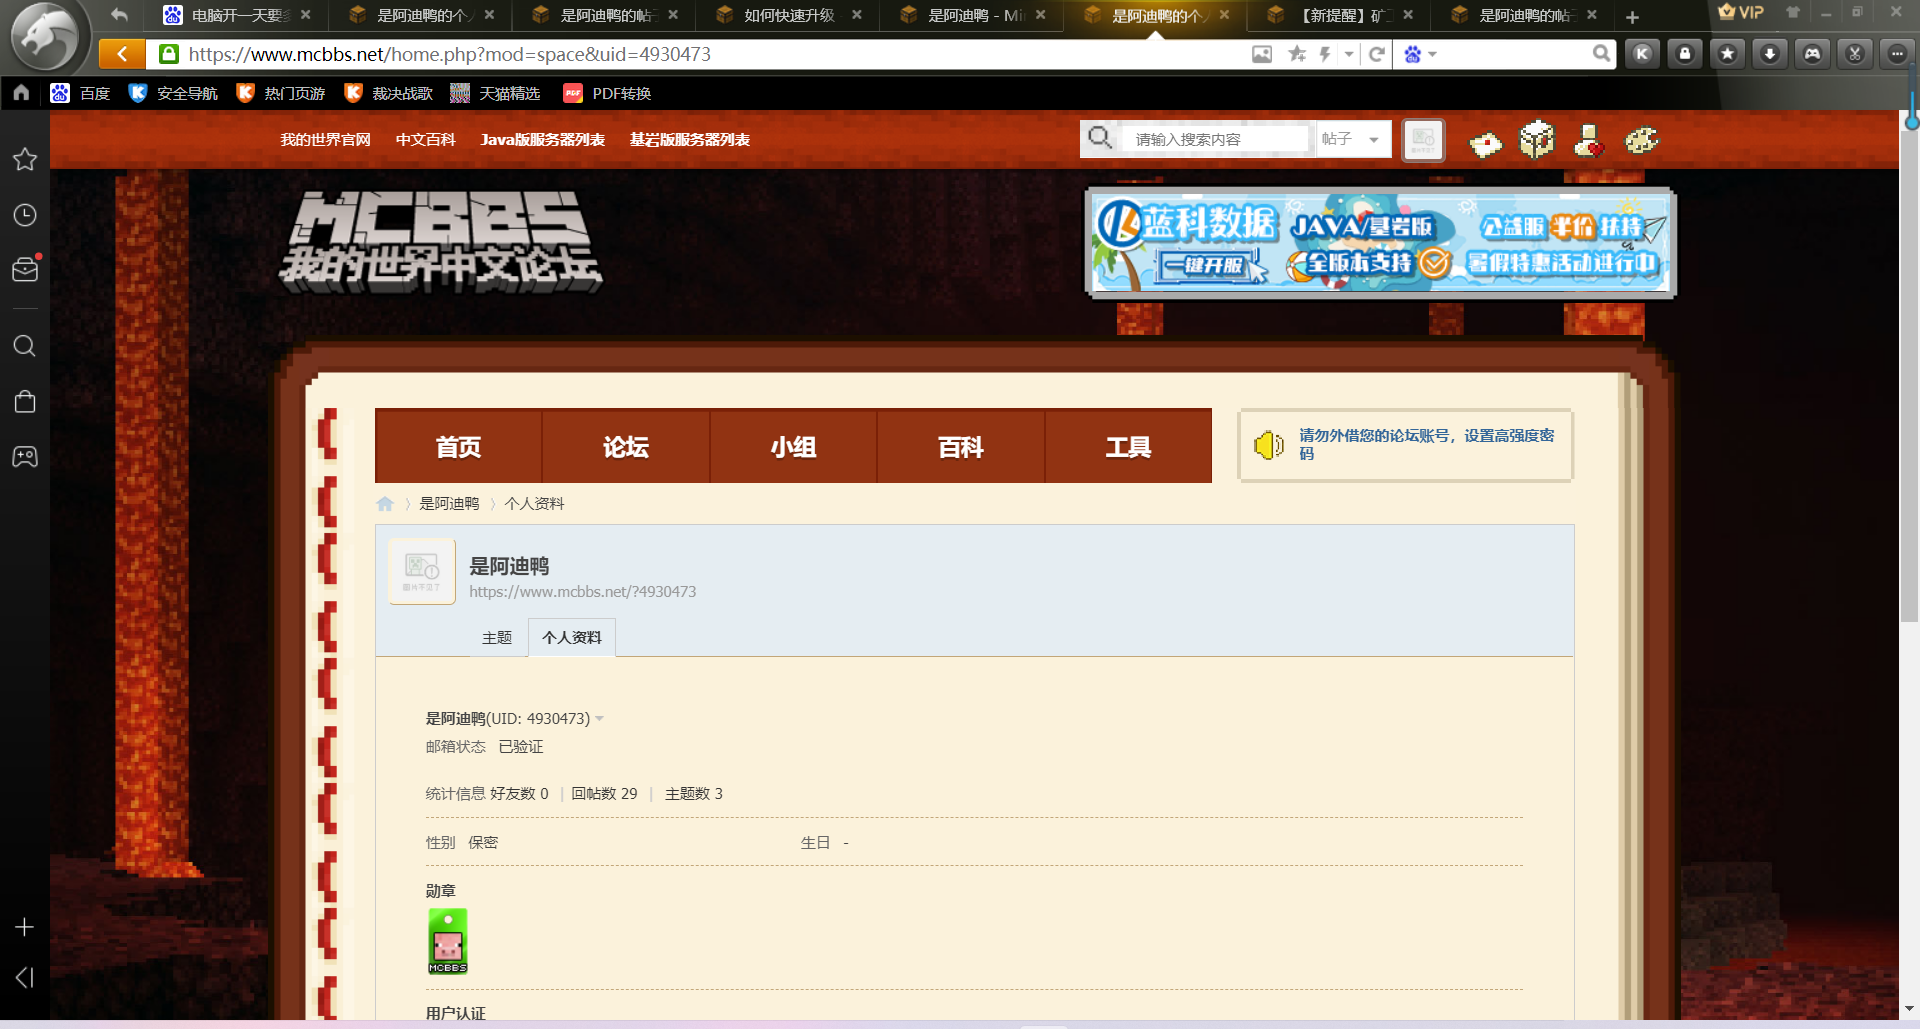 电脑开一天要
是阿迪鸭的个人
是阿迪鸭的帖子
如何快速升级
是阿迪鸭 - Mi
是阿迪鸭的个人
【新提醒】矿工
是阿迪鸭的帖子
VIP
https://www.mcbbs.net/home.php?mod=space&uid=4930473
百度
安全导航
热门页游
裁决战歌
天猫精选
PDF转换
我的世界官网
中文百科
Java版服务器列表
基岩版服务器列表
请输入搜索内容
帖子
MCBBS
我的世界中文论坛
蓝科数据
一键开服
JAVA/基岩版
全版本支持
公益服 半价 扶持
暑假特惠活动进行中
首页
论坛
小组
百科
工具
请勿外借您的论坛账号，设置高强度密
码
是阿迪鸭
个人资料
图片不见了
是阿迪鸭
https://www.mcbbs.net/?4930473
主题
个人资料
是阿迪鸭(UID: 4930473)
邮箱状态 已验证
统计信息 好友数 0 | 回帖数 29 | 主题数 3
性别 保密
生日 -
勋章
MCBBS
用户认证